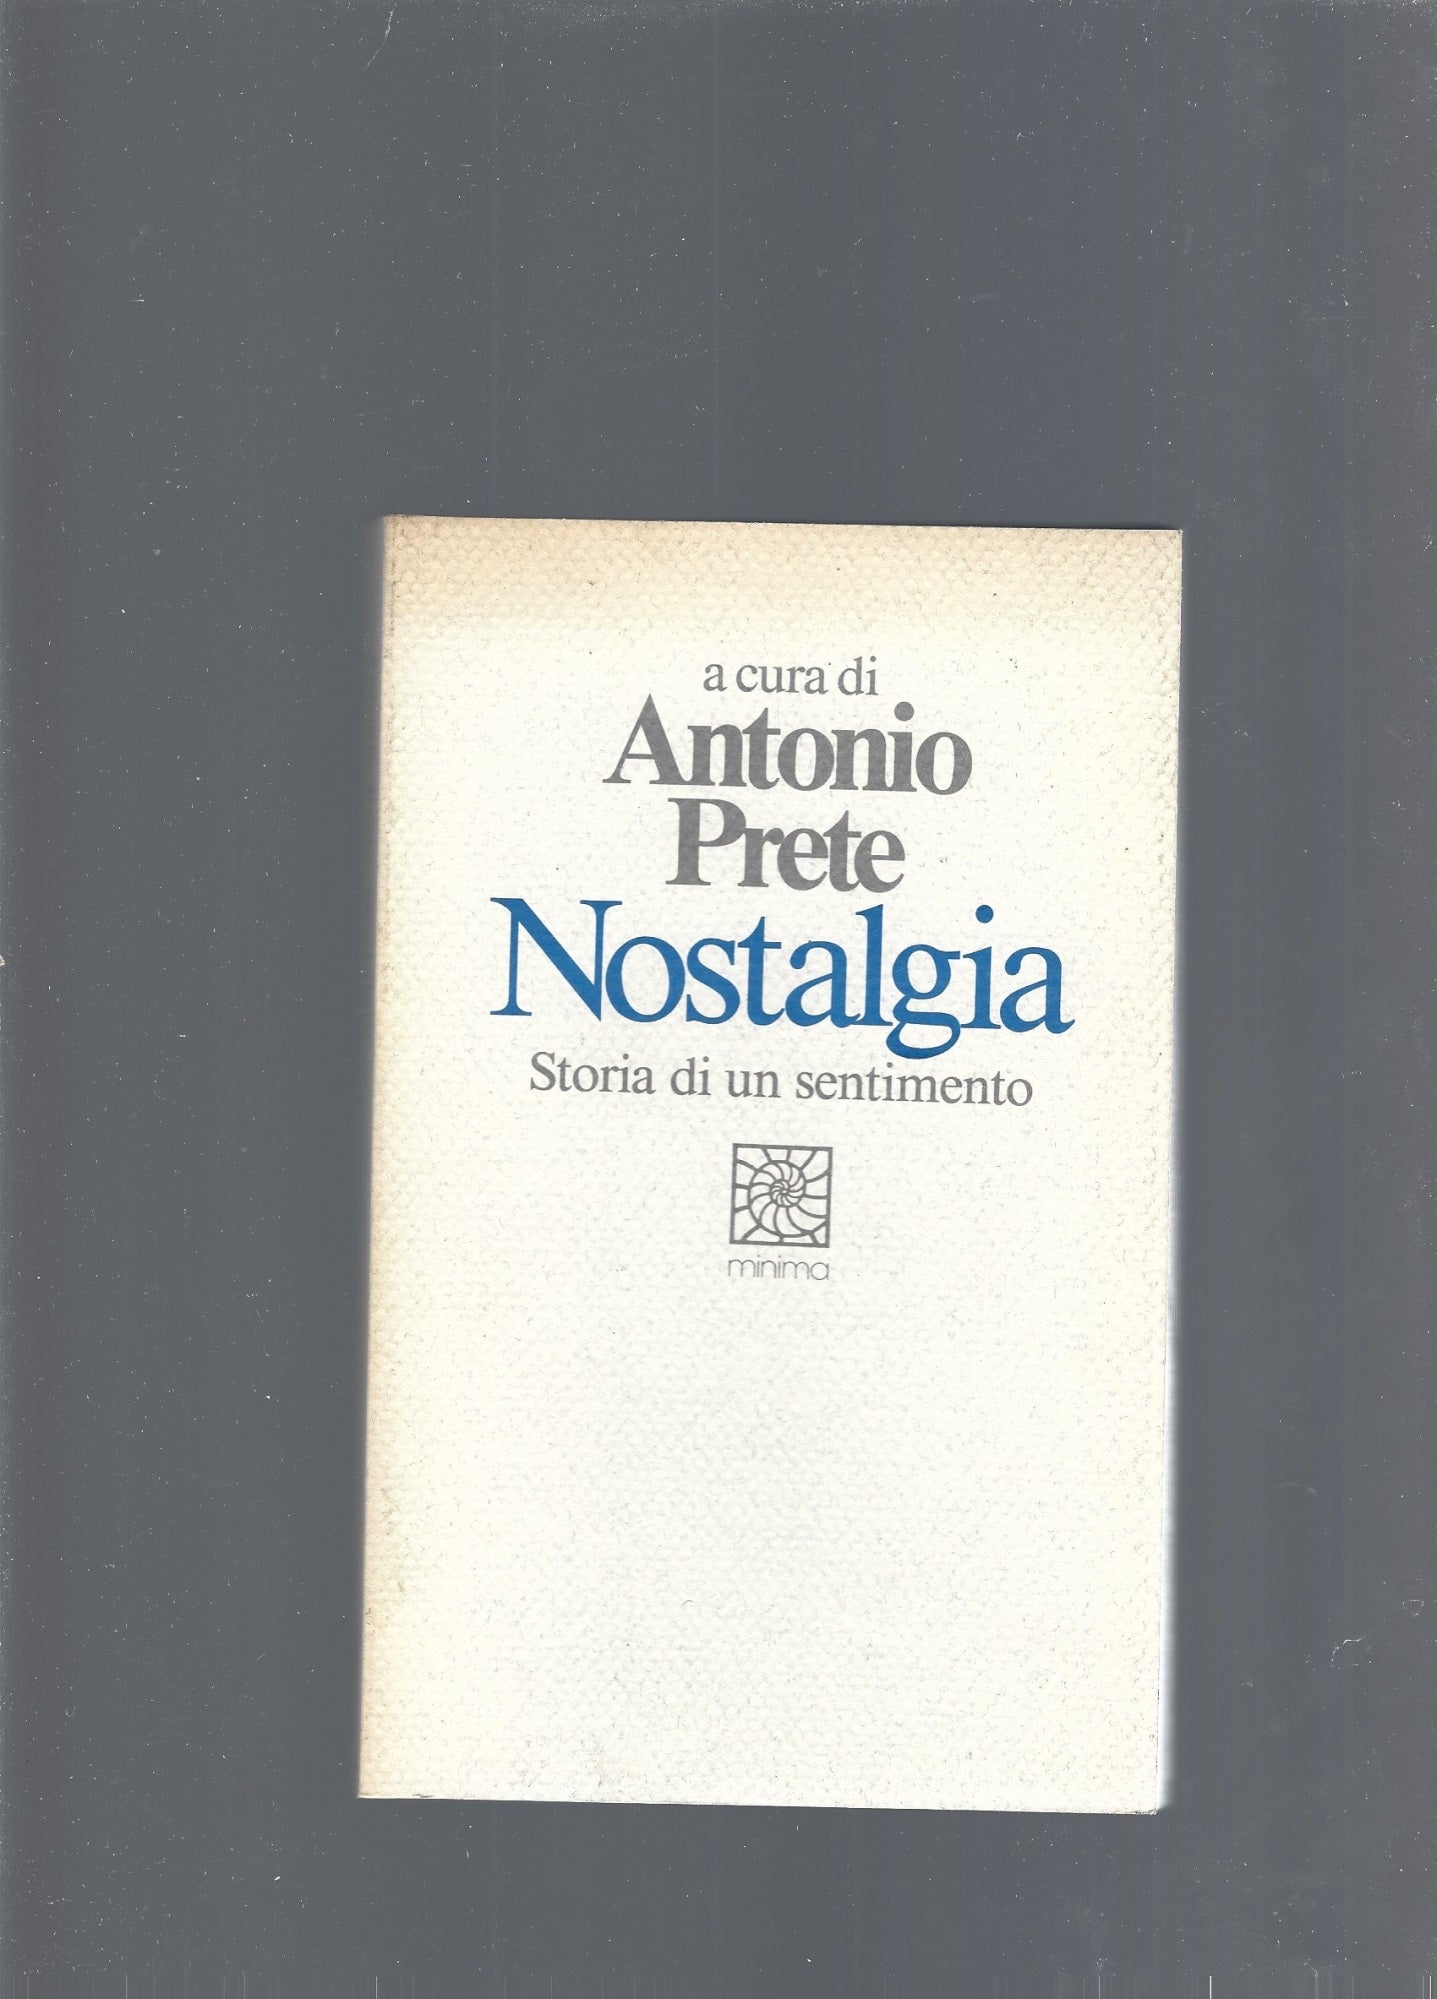 a cura di
Antonio
Prete
Nostalgia
Storia di un sentimento
minima